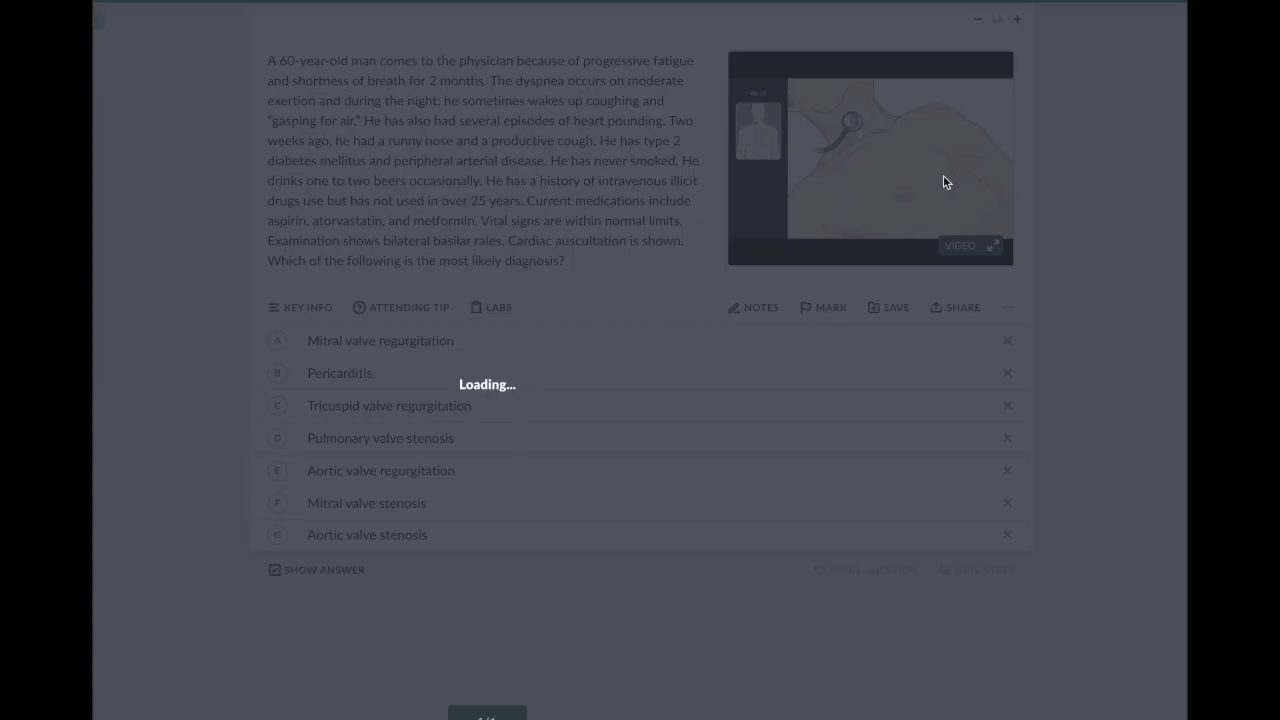 A 60-year-old man comes to the physician because of progressive fatigue
and shortness of breath for 2 months. The dyspnea occurs on moderate
exertion and during the night; he sometimes wakes up coughing and
"gasping for air." He has also had several episodes of heart pounding. Two
weeks ago, he had a runny nose and a productive cough. He has type 2
diabetes mellitus and peripheral arterial disease. He has never smoked. He
drinks one to two beers occasionally. He has a history of intravenous illicit
drugs use but has not used in over 25 years. Current medications include
aspirin, atorvastatin, and metformin. Vital signs are within normal limits.
Examination shows bilateral basilar rales. Cardiac auscultation is shown.
Which of the following is the most likely diagnosis?
VIDEO
KEY INFO ATTENDING TIP LABS NOTES MARK SAVE SHARE ...
A Mitral valve regurgitation
B Pericarditis
Loading...
C Tricuspid valve regurgitation
D Pulmonary valve stenosis
E Aortic valve regurgitation
F Mitral valve stenosis
G Aortic valve stenosis
SHOW ANSWER